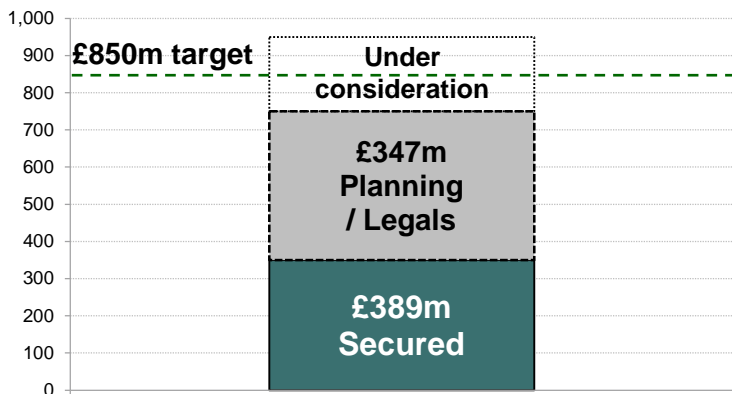 1,000
900
£850m target
Under
consideration
800
700
£347m
Planning
/ Legals
600
500
400
300
£389m
Secured
200
100
0